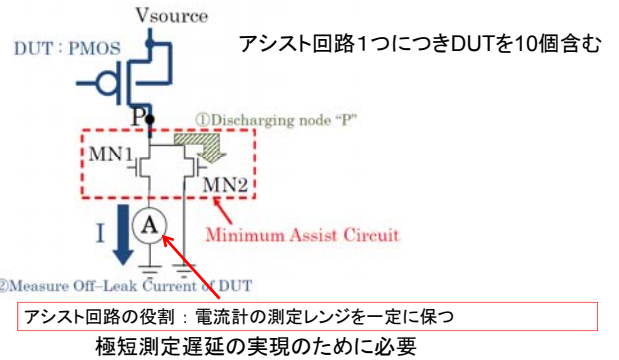 Vsource
DUT : PMOS
アシスト回路1つにつきDUTを10個含む
P
①Discharging node "P"
MN1
MN2
I
A
Minimum Assist Circuit
②Measure Off-Leak Current of DUT
アシスト回路の役割 : 電流計の測定レンジを一定に保つ
極短測定遅延の実現のために必要